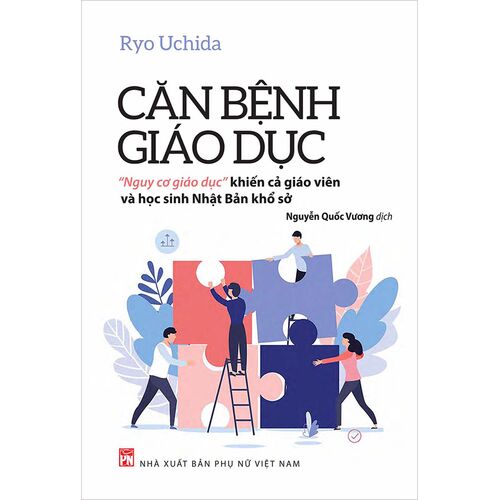 Ryo Uchida
CĂN BỆNH
GIÁO DỤC
“Nguy cơ giáo dục” khiến cả giáo viên
và học sinh Nhật Bản khổ sở
Nguyễn Quốc Vương dịch
PN
NHÀ XUẤT BẢN PHỤ NỮ VIỆT NAM